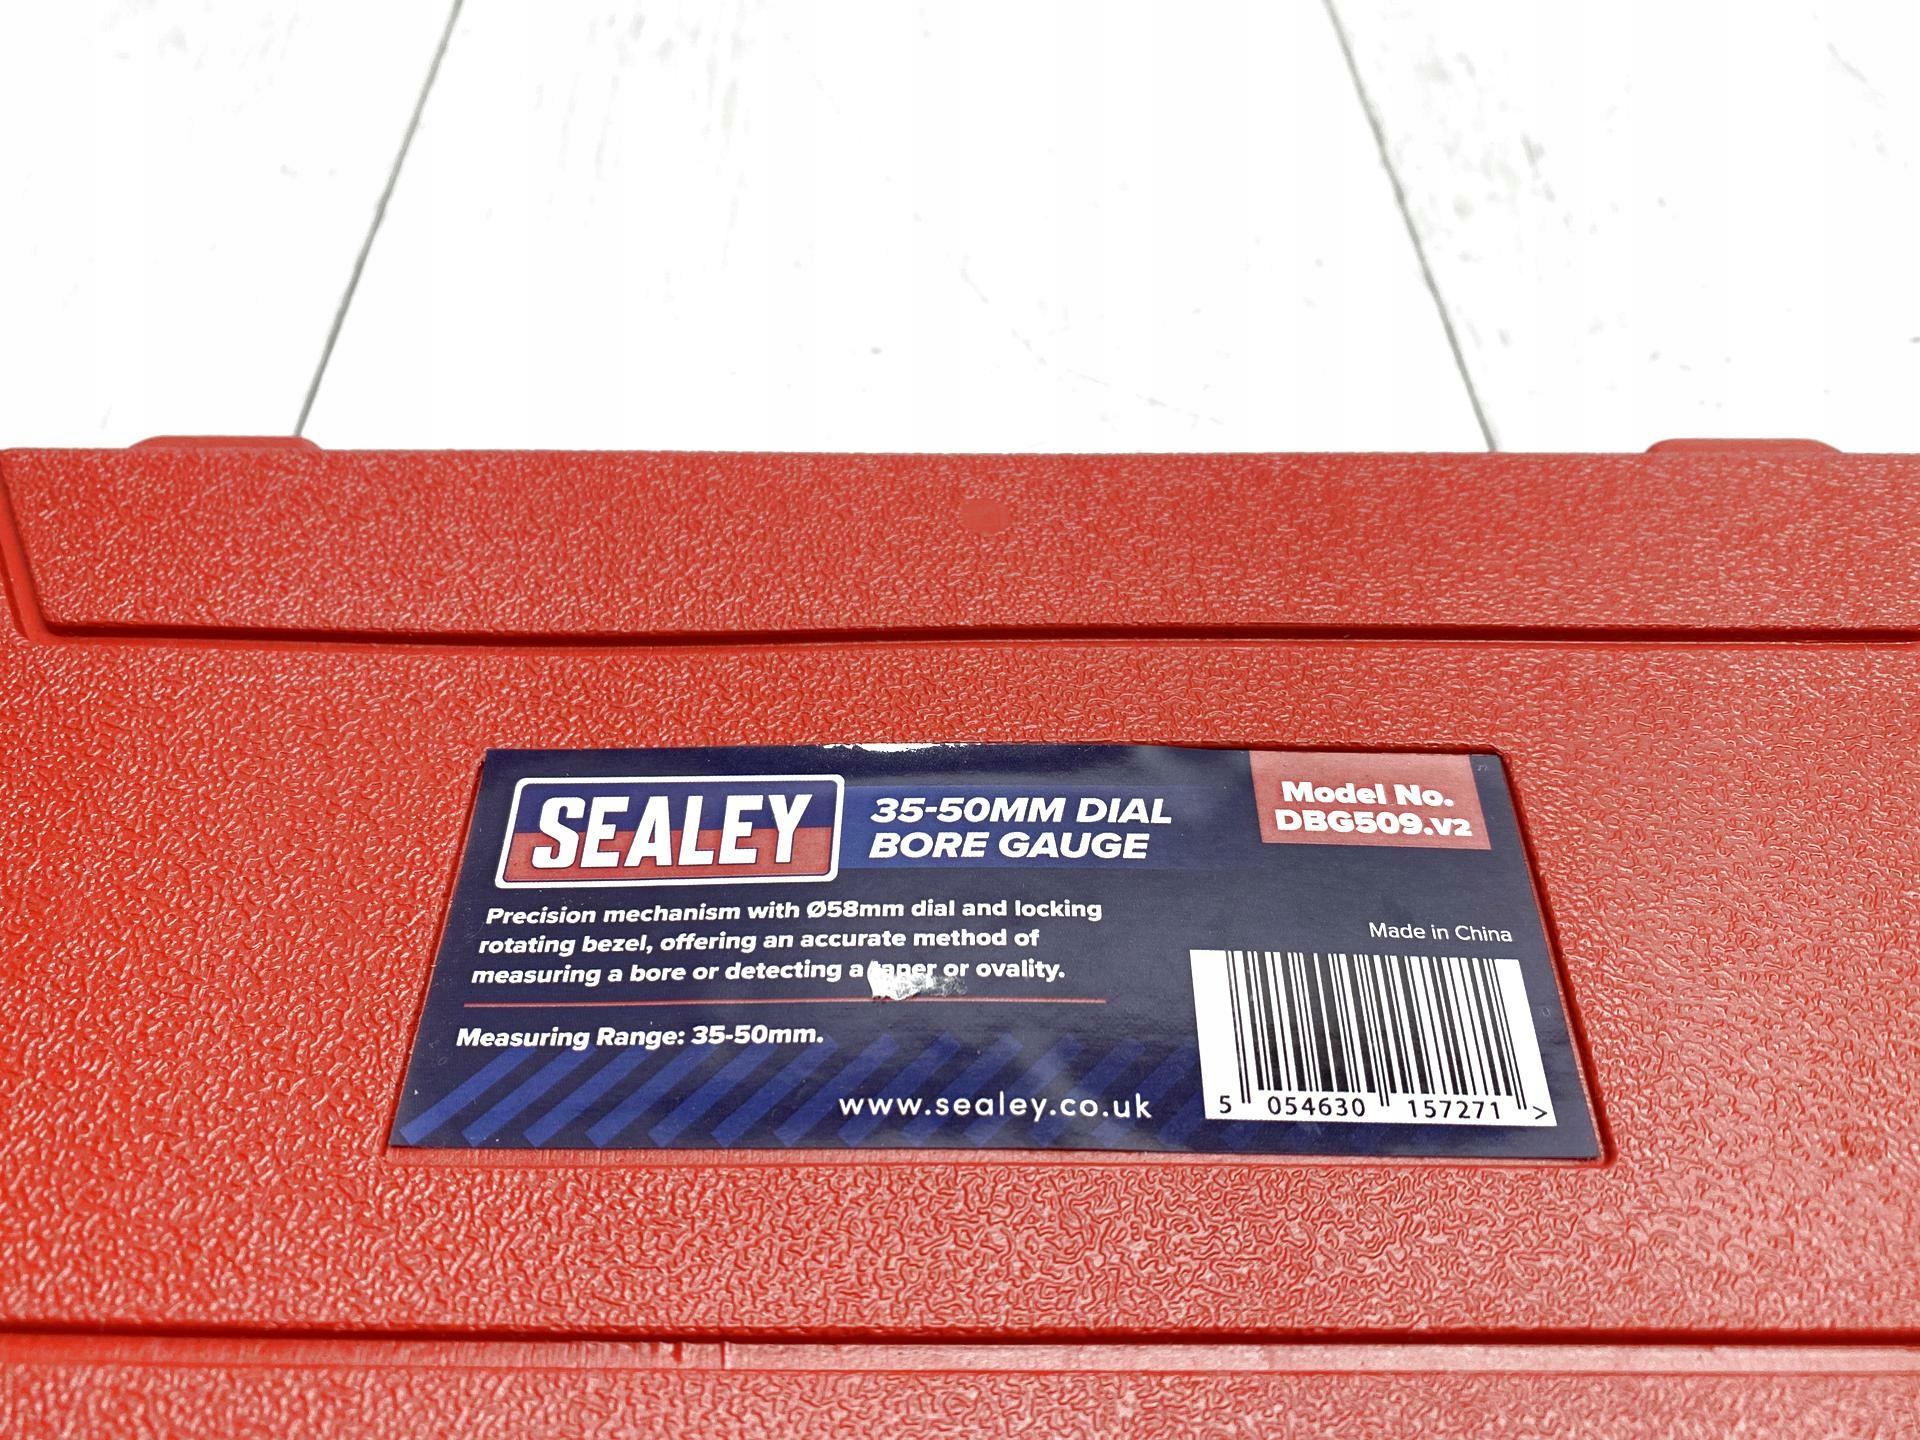 SEALEY
35-50MM DIAL
BORE GAUGE
Model No.
DBG509.V2
Precision mechanism with Ø58mm dial and locking
rotating bezel, offering an accurate method of
measuring a bore or detecting a taper or ovality.
Measuring Range: 35-50mm.
www.sealey.co.uk
Made in China
5 054630 157271 >